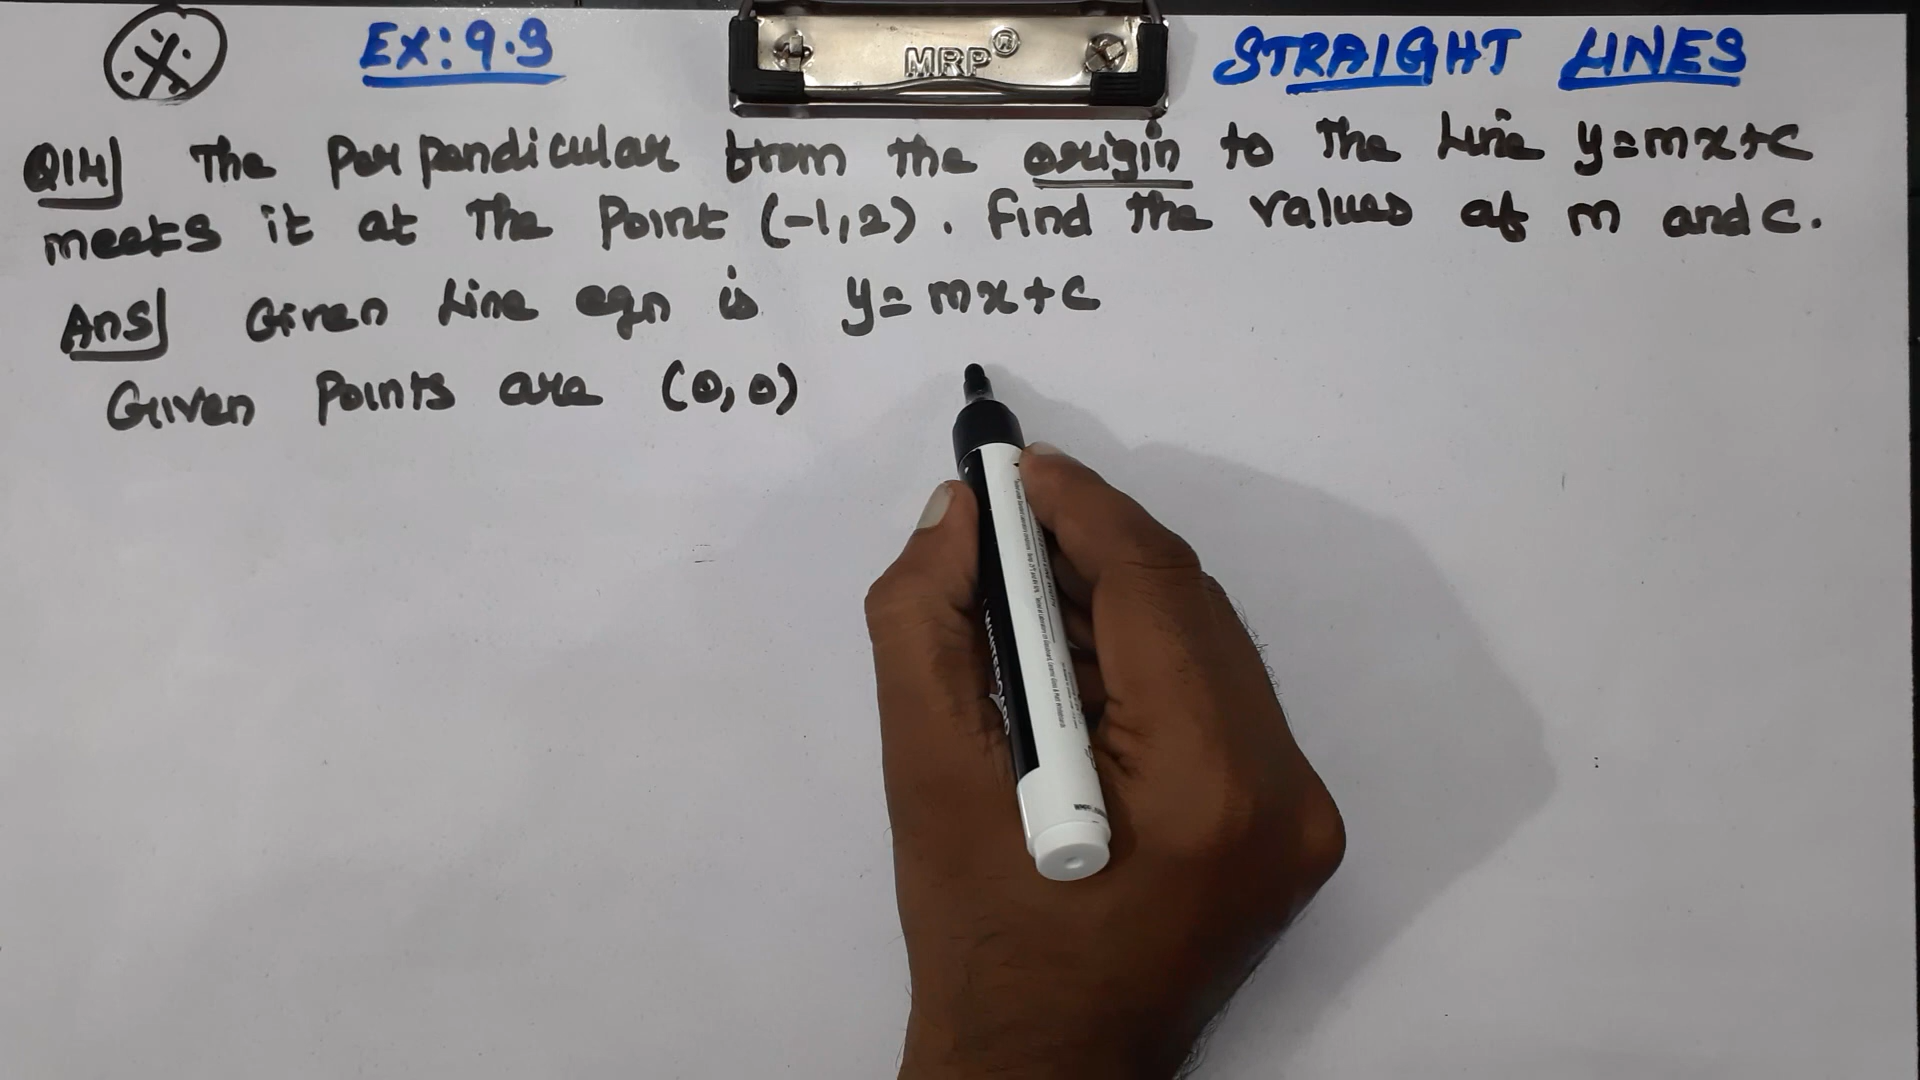 EX: 9.3
MRP®
STRAIGHT LINES
Q14] The Perpendicular from the origin to the Line y=mx+c
meets it at The Point (-1,2). Find the values of m and c.
Ans] Given Line eqn is y=mx+c
Given Points are (0,0)
WHITEBOARD